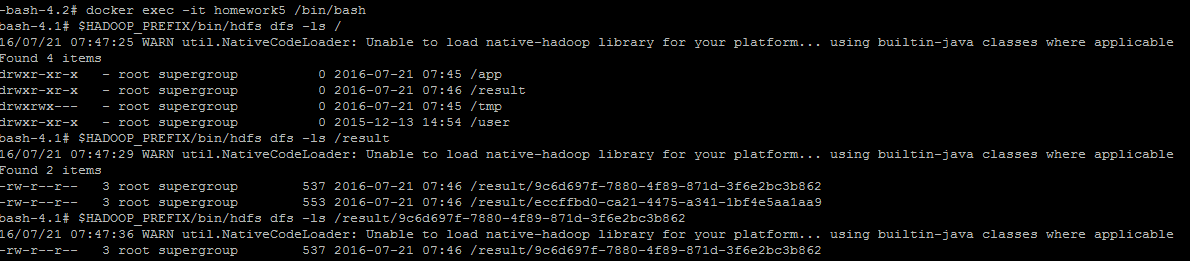 -bash-4.2# docker exec -it homework5 /bin/bash
bash-4.1# $HADOOP_PREFIX/bin/hdfs dfs -ls /
16/07/21 07:47:25 WARN util.NativeCodeLoader: Unable to load native-hadoop library for your platform... using builtin-java classes where applicable
Found 4 items
drwxr-xr-x   - root supergroup          0 2016-07-21 07:45 /app
drwxr-xr-x   - root supergroup          0 2016-07-21 07:46 /result
drwxrwx---   - root supergroup          0 2016-07-21 07:45 /tmp
drwxr-xr-x   - root supergroup          0 2015-12-13 14:54 /user
bash-4.1# $HADOOP_PREFIX/bin/hdfs dfs -ls /result
16/07/21 07:47:29 WARN util.NativeCodeLoader: Unable to load native-hadoop library for your platform... using builtin-java classes where applicable
Found 2 items
-rw-r--r--   3 root supergroup        537 2016-07-21 07:46 /result/9c6d697f-7880-4f89-871d-3f6e2bc3b862
-rw-r--r--   3 root supergroup        553 2016-07-21 07:46 /result/eccffbd0-ca21-4475-a341-1bf4e5aa1aa9
bash-4.1# $HADOOP_PREFIX/bin/hdfs dfs -ls /result/9c6d697f-7880-4f89-871d-3f6e2bc3b862
16/07/21 07:47:36 WARN util.NativeCodeLoader: Unable to load native-hadoop library for your platform... using builtin-java classes where applicable
-rw-r--r--   3 root supergroup        537 2016-07-21 07:46 /result/9c6d697f-7880-4f89-871d-3f6e2bc3b862